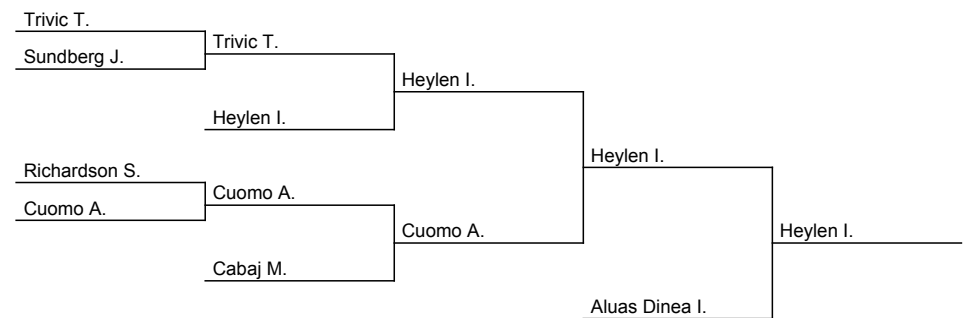 Trivic T.
Sundberg J.
Trivic T.
Heylen I.
Heylen I.
Richardson S.
Cuomo A.
Cuomo A.
Cabaj M.
Cuomo A.
Heylen I.
Aluas Dinea I.
Heylen I.